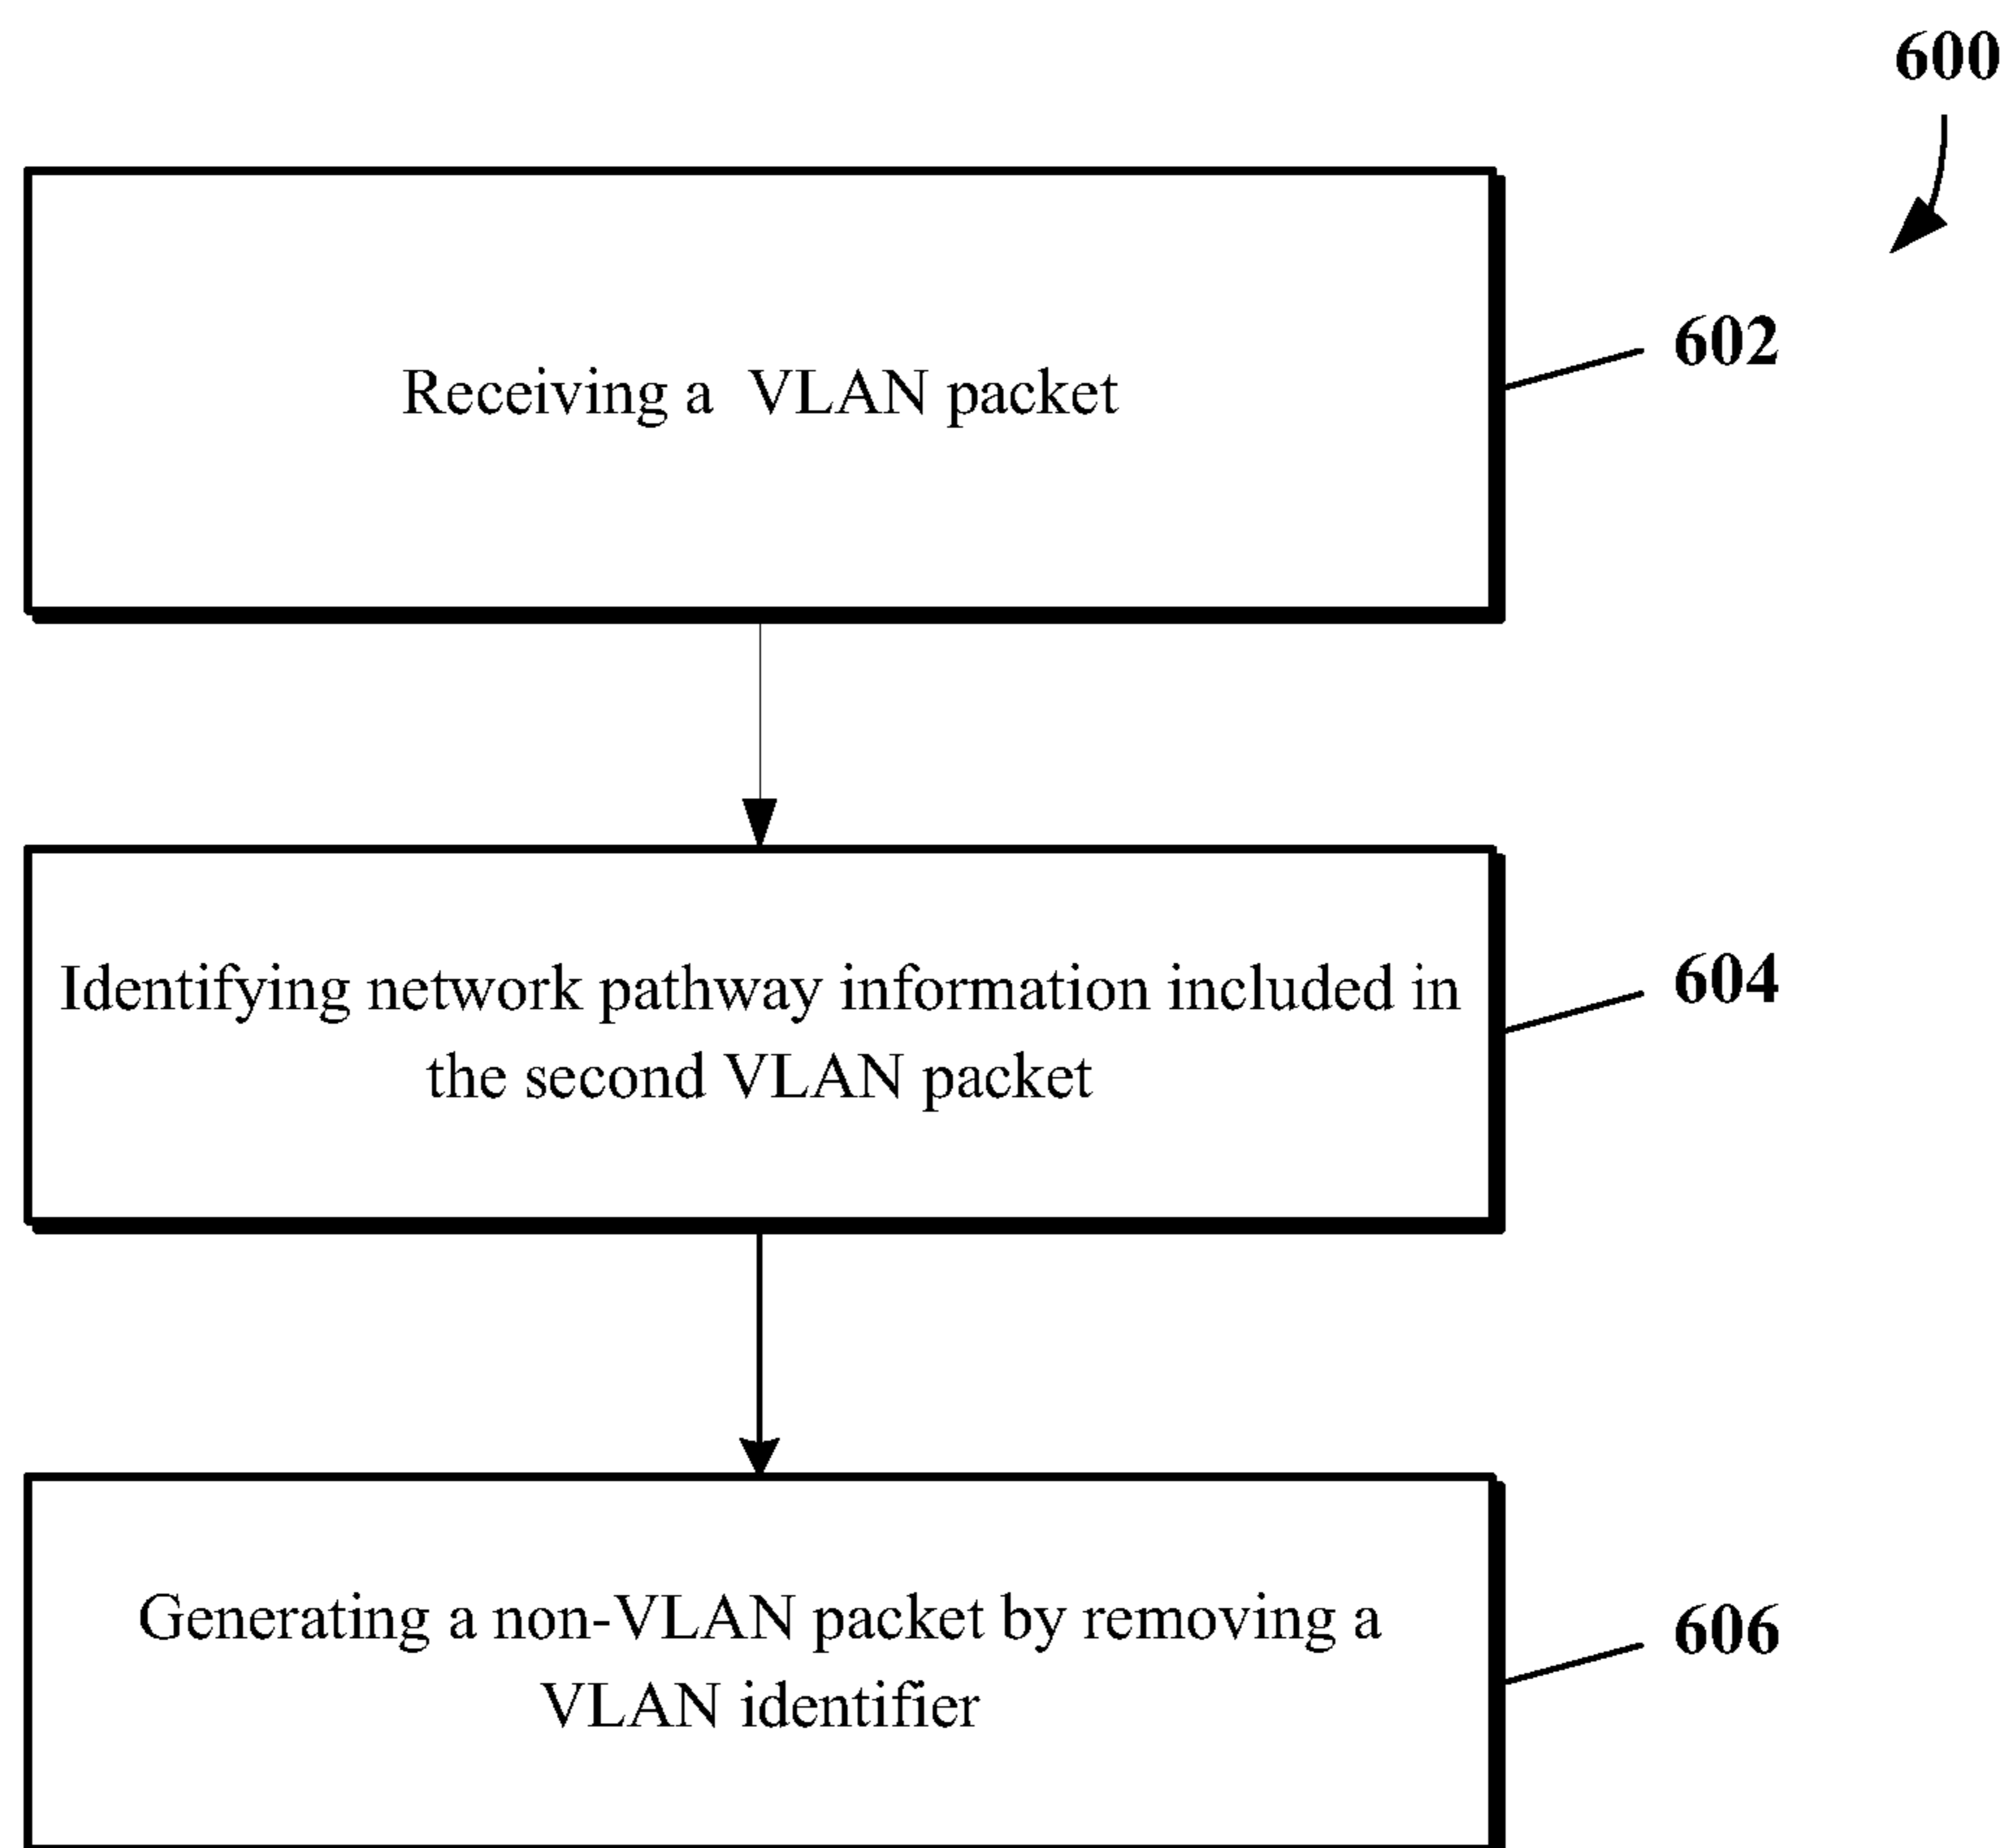 600
Receiving a VLAN packet
602
Identifying network pathway information included in
the second VLAN packet
604
Generating a non-VLAN packet by removing a
VLAN identifier
606